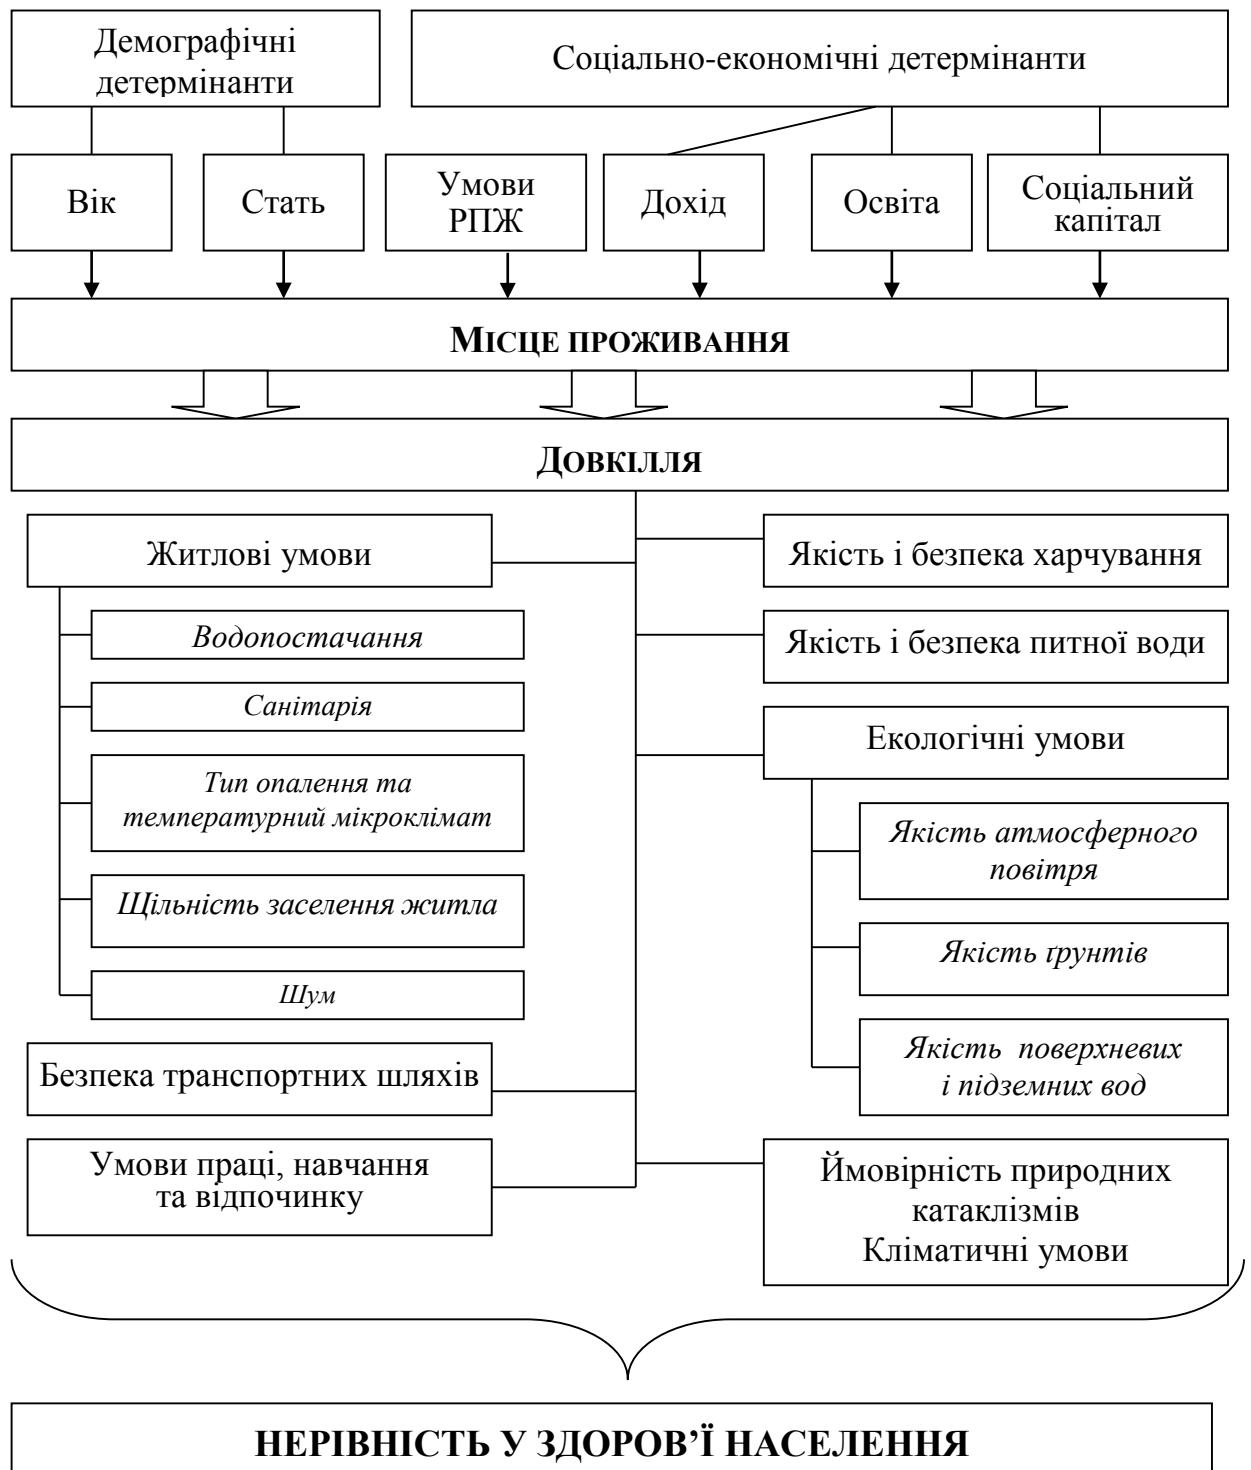 Демографічні
детермінанти
Соціально-економічні детермінанти
Вік
Стать
Умови
РПЖ
Дохід
Освіта
Соціальний
капітал
МІСЦЕ ПРОЖИВАННЯ
ДОВКІЛЛЯ
Житлові умови
Водопостачання
Санітарія
Тип опалення та
температурний мікроклімат
Щільність заселення житла
Шум
Безпека транспортних шляхів
Умови праці, навчання
та відпочинку
Якість і безпека харчування
Якість і безпека питної води
Екологічні умови
Якість атмосферного
повітря
Якість ґрунтів
Якість поверхневих
і підземних вод
Ймовірність природних
катаклізмів
Кліматичні умови
НЕРІВНІСТЬ У ЗДОРОВ’Ї НАСЕЛЕННЯ